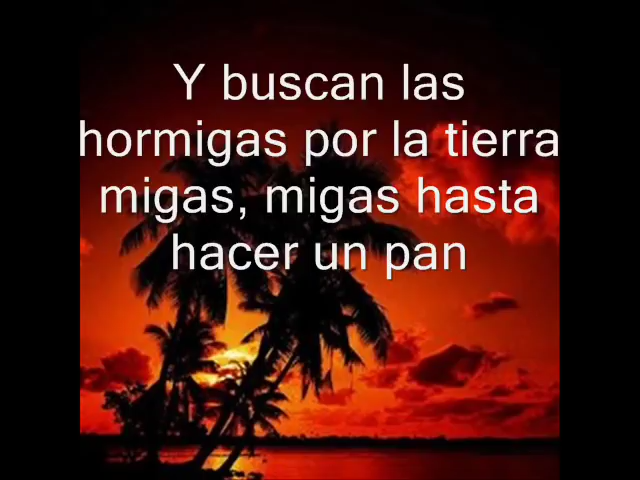 Y buscan las
hormigas por la tierra
migas, migas hasta
hacer un pan